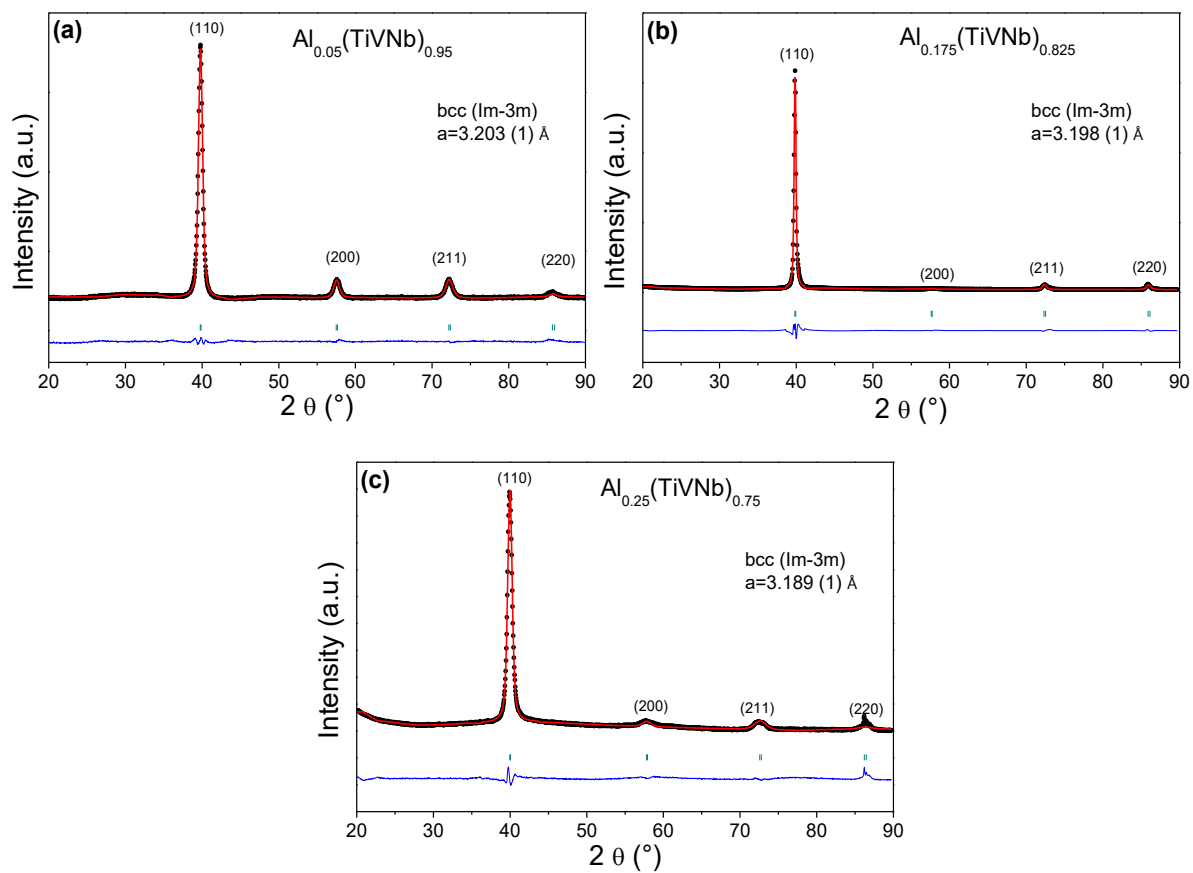 (a)
Al0.05(TiVNb)0.95
(110)
bcc (Im-3m)
a=3.203 (1) Å
(200)
(211)
(220)
Intensity (a.u.)
20 30 40 50 60 70 80 90
2 θ (°)
(b)
Al0.175(TiVNb)0.825
(110)
bcc (Im-3m)
a=3.198 (1) Å
(200)
(211)
(220)
Intensity (a.u.)
20 30 40 50 60 70 80 90
2 θ (°)
(c)
(110)
Al0.25(TiVNb)0.75
bcc (Im-3m)
a=3.189 (1) Å
(200)
(211)
(220)
Intensity (a.u.)
20 30 40 50 60 70 80 90
2 θ (°)